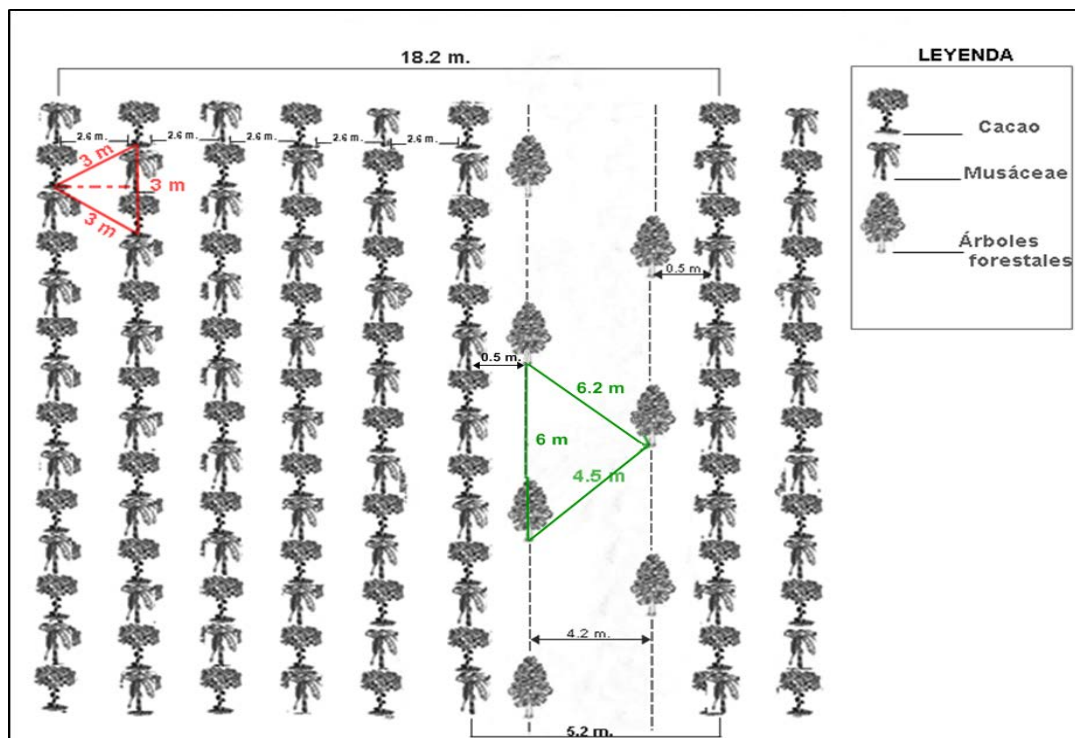 18.2 m.
LEYENDA
Cacao
Musáceae
Árboles
forestales
2.6 m.
2.6 m.
2.6 m.
2.6 m.
2.6 m.
3 m
3 m
3 m
0.5 m.
0.5 m.
6.2 m
6 m
4.5 m
4.2 m.
5.2 m.